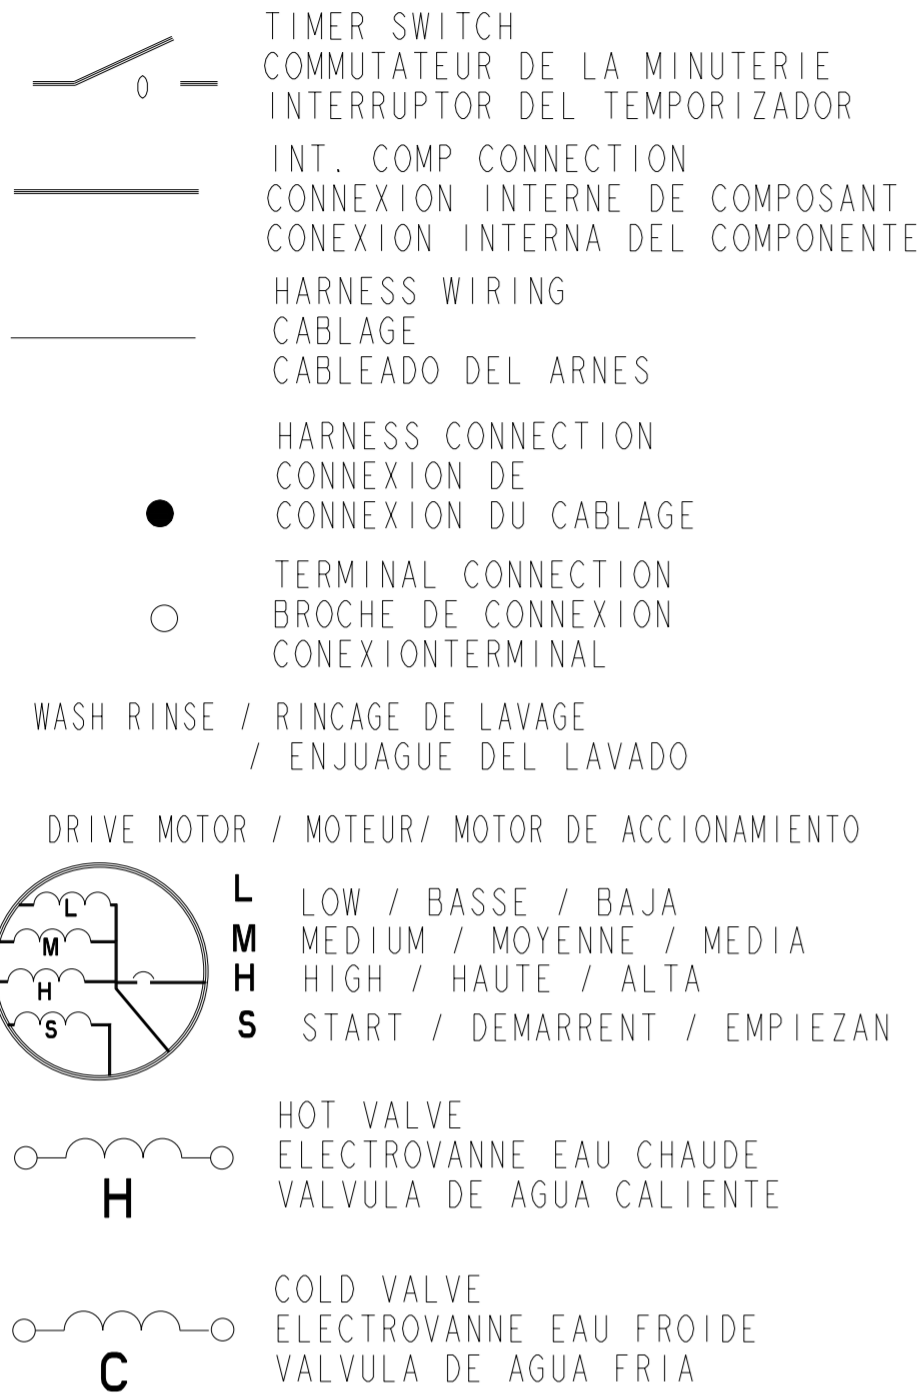 TIMER SWITCH
COMMUTATEUR DE LA MINUTERIE
INTERRUPTOR DEL TEMPORIZADOR
INT. COMP CONNECTION
CONNEXION INTERNE DE COMPOSANT
CONEXION INTERNA DEL COMPONENTE
HARNESS WIRING
CABLAGE
CABLEADO DEL ARNES
HARNESS CONNECTION
CONNEXION DE
CONNEXION DU CABLAGE
TERMINAL CONNECTION
BROCHE DE CONNEXION
CONEXIONTERMINAL
WASH RINSE / RINCAGE DE LAVAGE
/ ENJUAGUE DEL LAVADO
DRIVE MOTOR / MOTEUR/ MOTOR DE ACCIONAMIENTO
L
M
H
S
L LOW / BASSE / BAJA
M MEDIUM / MOYENNE / MEDIA
H HIGH / HAUTE / ALTA
S START / DEMARRENT / EMPIEZAN
HOT VALVE
ELECTROVANNE EAU CHAUDE
VALVULA DE AGUA CALIENTE
H
COLD VALVE
ELECTROVANNE EAU FROIDE
VALVULA DE AGUA FRIA
C